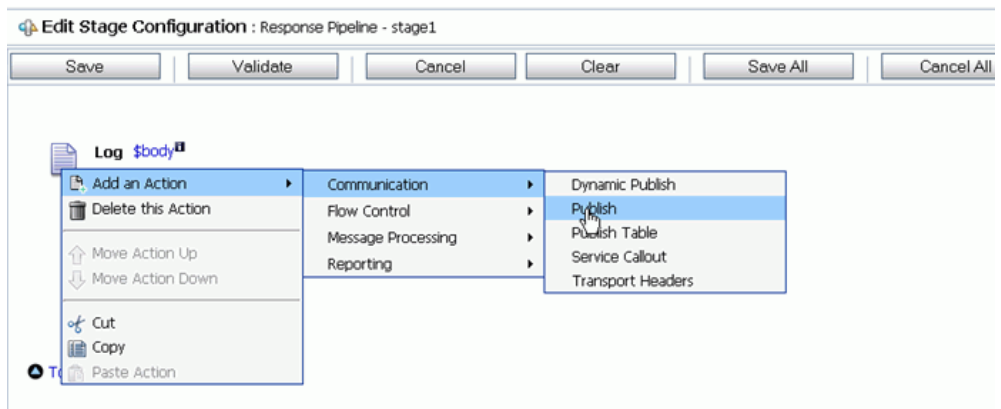 Edit Stage Configuration : Response Pipeline - stage1
Save Validate Cancel Clear Save All Cancel All
Log $body
Add an Action Communication Dynamic Publish
Delete this Action Flow Control Publish
Message Processing Publish Table
Move Action Up Reporting Service Callout
Move Action Down Transport Headers
Cut
Copy
Paste Action